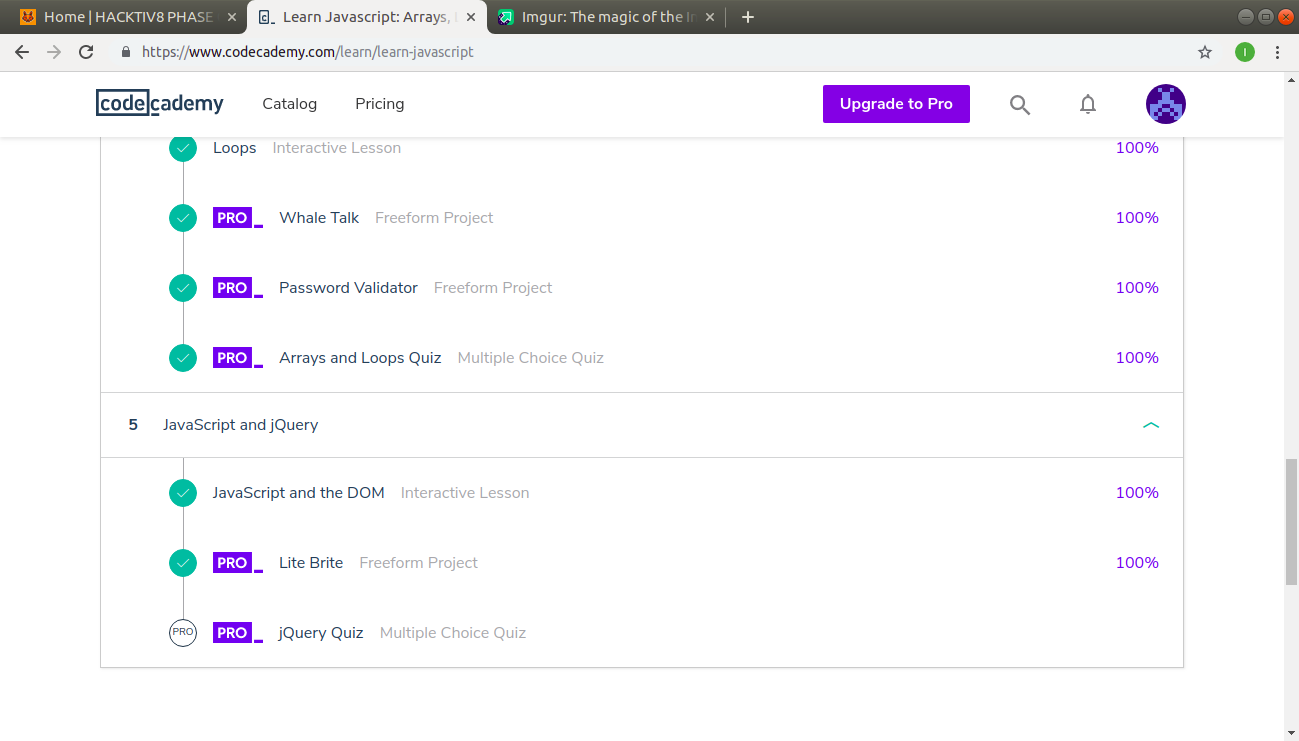 Home | HACKTIV8 PHASE
Learn Javascript: Arrays,
Imgur: The magic of the
https://www.codecademy.com/learn/learn-javascript
I
codecademy
Catalog
Pricing
Upgrade to Pro
Loops Interactive Lesson 100%
PRO Whale Talk Freeform Project 100%
PRO Password Validator Freeform Project 100%
PRO Arrays and Loops Quiz Multiple Choice Quiz 100%
5 JavaScript and jQuery
JavaScript and the DOM Interactive Lesson 100%
PRO Lite Brite Freeform Project 100%
PRO PRO jQuery Quiz Multiple Choice Quiz